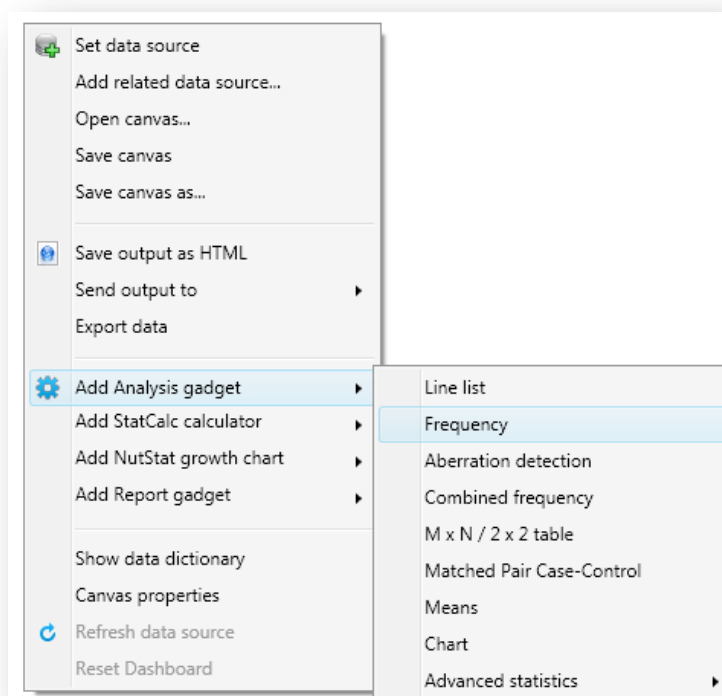 Set data source
Add related data source...
Open canvas...
Save canvas
Save canvas as...
Save output as HTML
Send output to
Export data
Add Analysis gadget
Add StatCalc calculator
Add NutStat growth chart
Add Report gadget
Show data dictionary
Canvas properties
Refresh data source
Reset Dashboard
Line list
Frequency
Aberration detection
Combined frequency
M x N / 2 x 2 table
Matched Pair Case-Control
Means
Chart
Advanced statistics